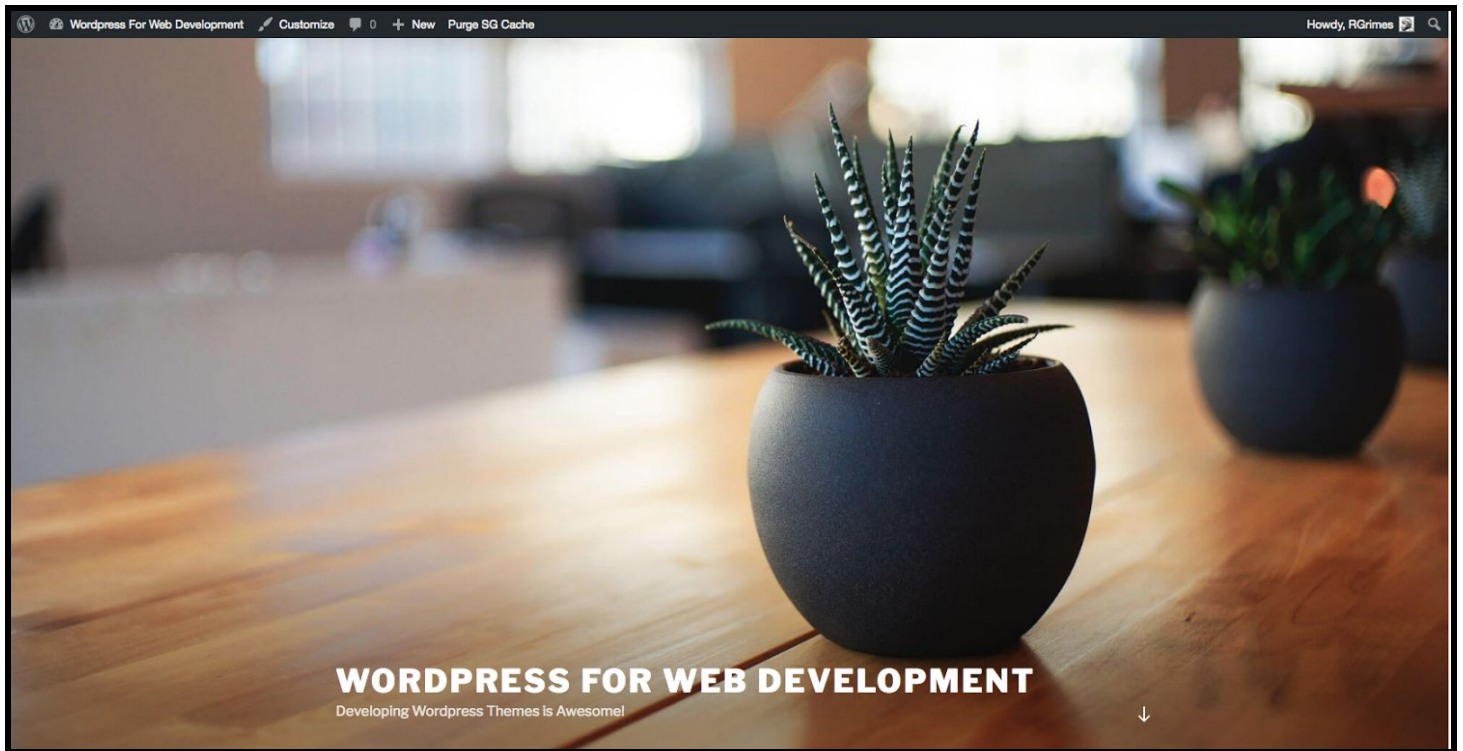 Wordpress For Web Development Customize 0 New Purge SG Cache Howdy, RGrimes
WORDPRESS FOR WEB DEVELOPMENT
Developing Wordpress Themes is Awesome!